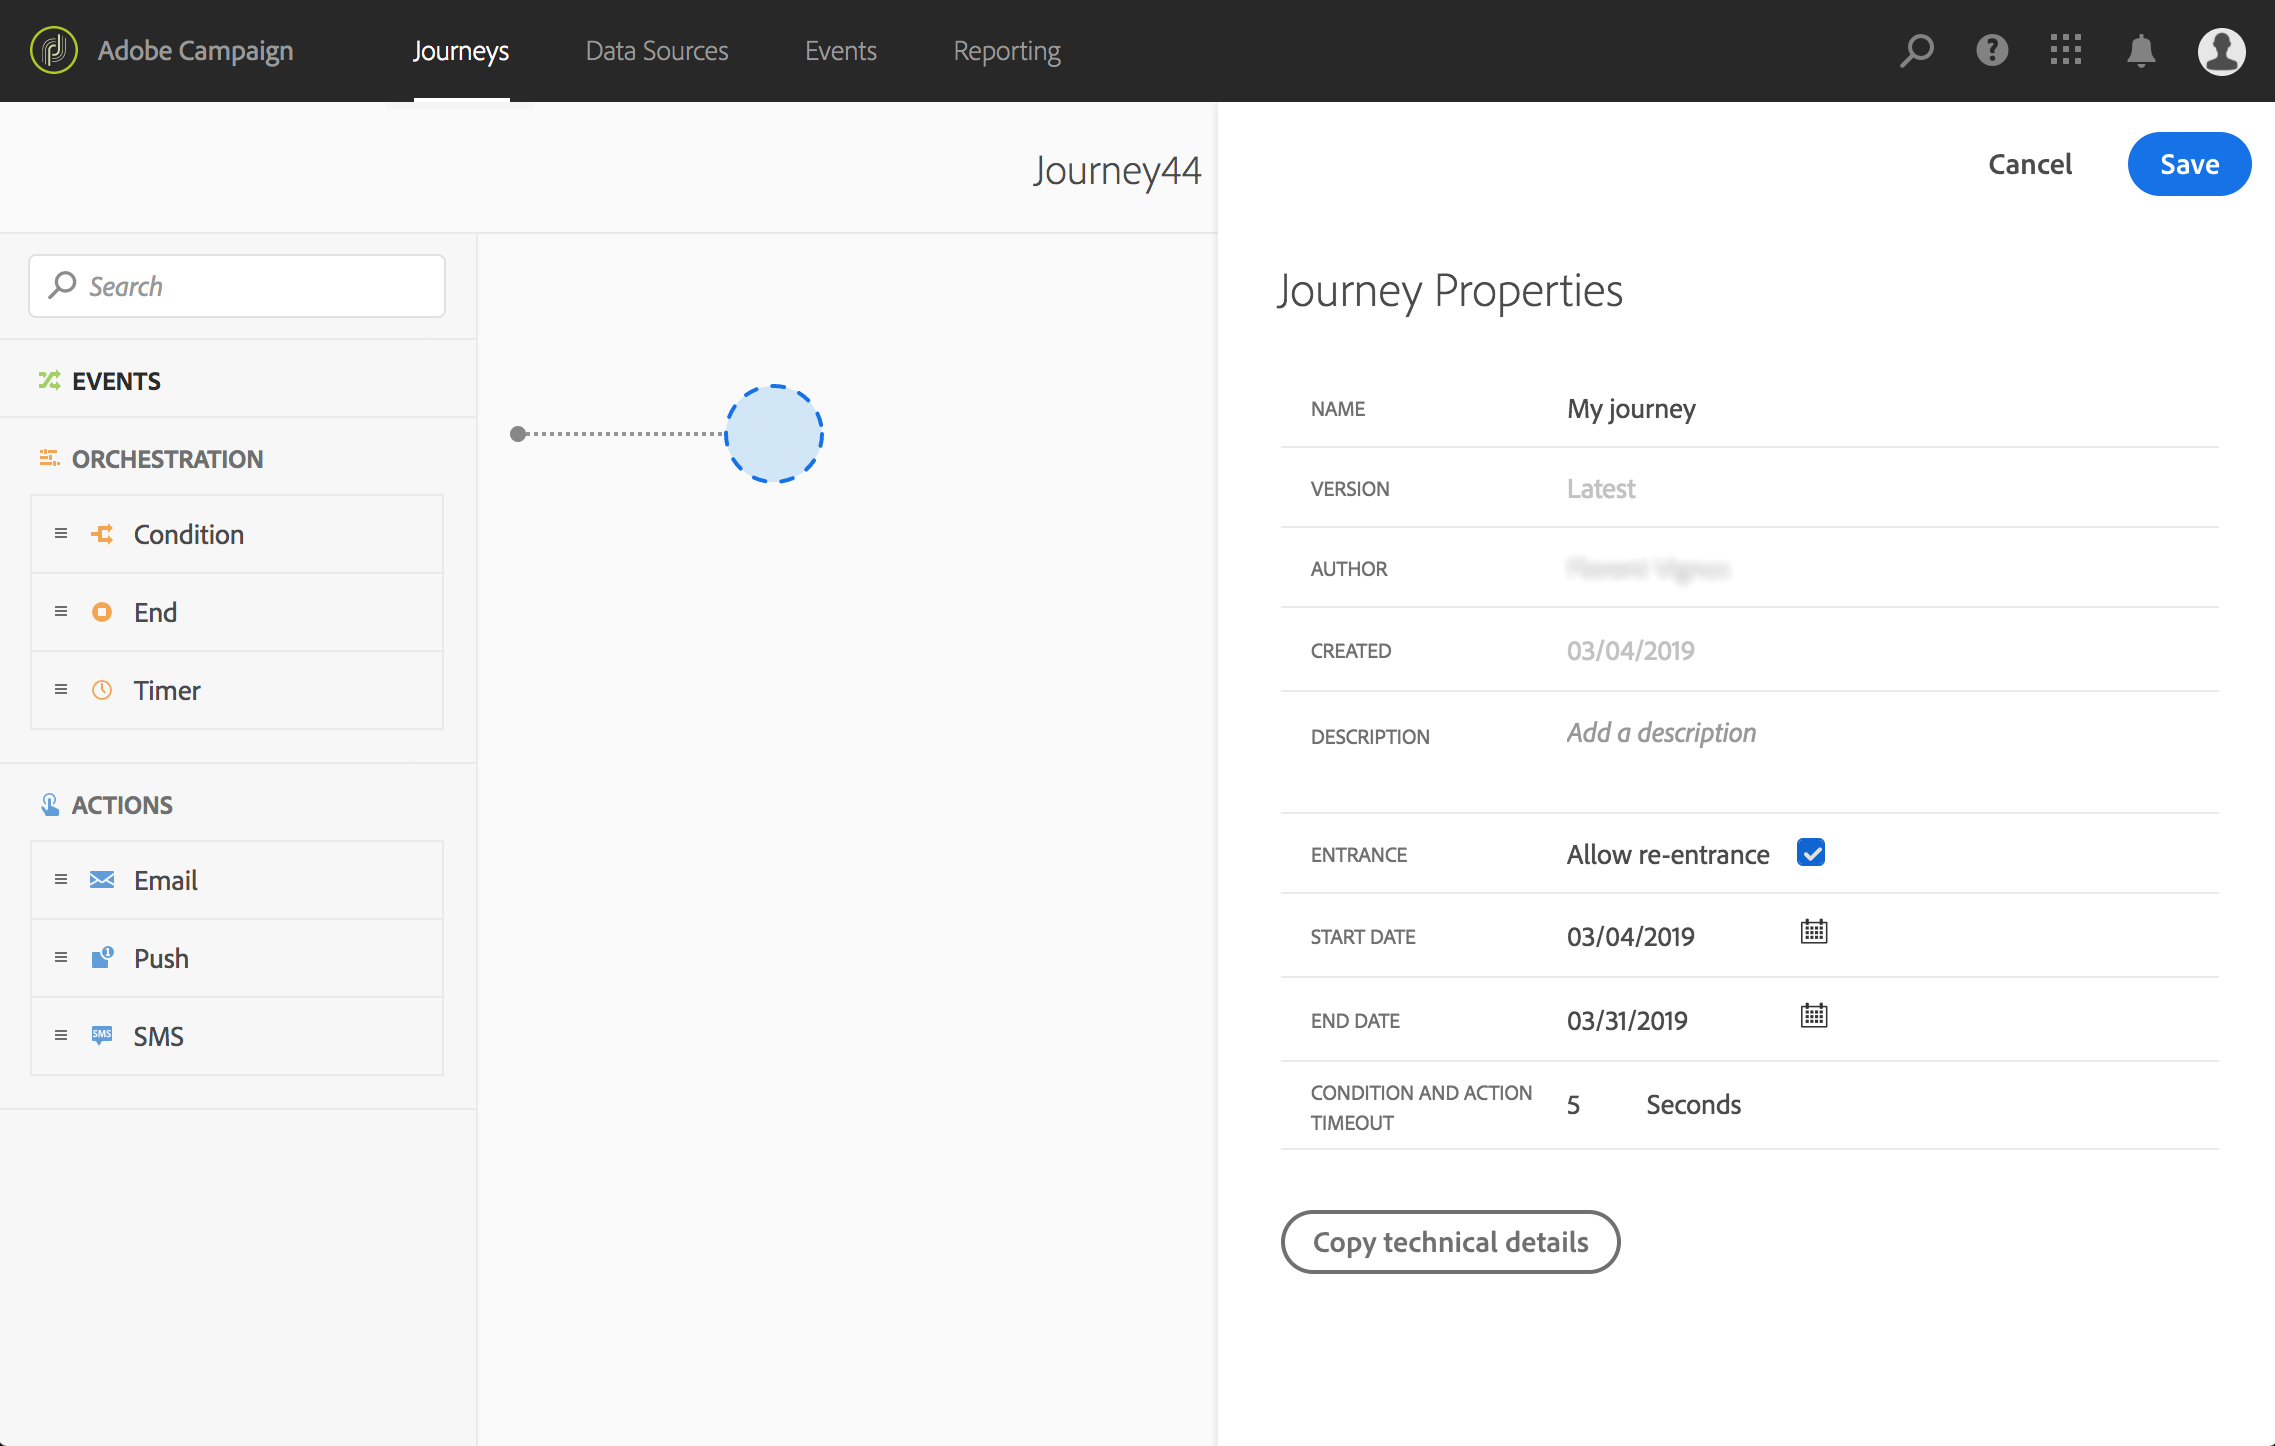 Adobe Campaign
Journeys
Data Sources
Events
Reporting
Journey44
Cancel
Save
Search
EVENTS
ORCHESTRATION
Condition
End
Timer
ACTIONS
Email
1
Push
SMS
SMS
Journey Properties
NAME
My journey
VERSION
Latest
AUTHOR
CREATED
03/04/2019
DESCRIPTION
Add a description
ENTRANCE
Allow re-entrance
START DATE
03/04/2019
END DATE
03/31/2019
CONDITION AND ACTION
TIMEOUT
5
Seconds
Copy technical details